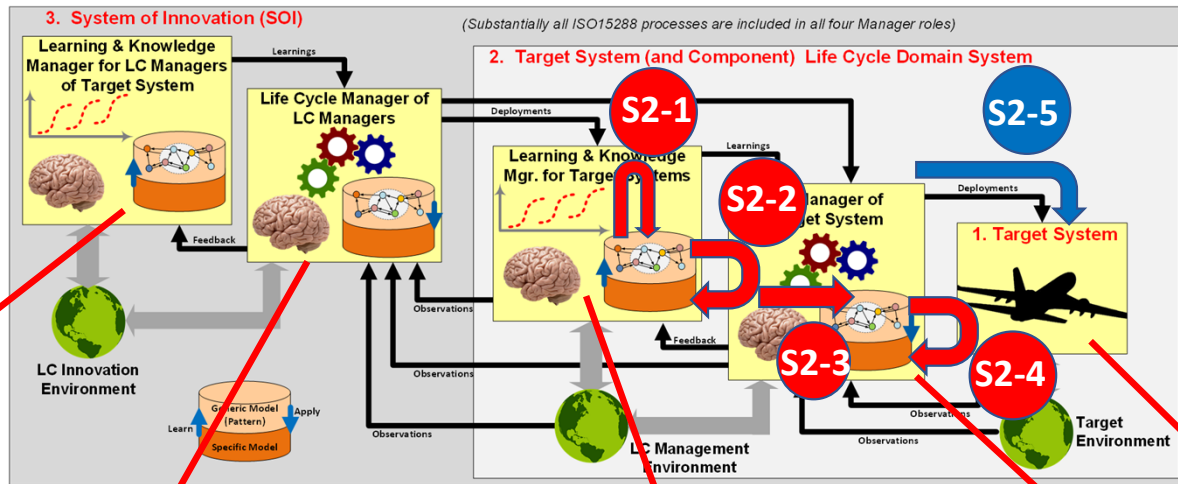 3. System of Innovation (SOI)
(Substantially all ISO15288 processes are included in all four Manager roles)
Learning & Knowledge
Manager for LC Managers
of Target System
Learnings
2. Target System (and Component) Life Cycle Domain System
Life Cycle Manager of
LC Managers
Deployments
S2-1
S2-5
Learning & Knowledge
Mgr. for Target Systems
Learnings
S2-2
Manager of
get System
Deployments
1. Target System
Feedback
Observations
Feedback
S2-3
S2-4
LC Innovation
Environment
Observations
Observations
Observations
Observations
Generic Model
(Pattern)
Apply
Learn
Specific Model
LC Management
Environment
Target
Environment